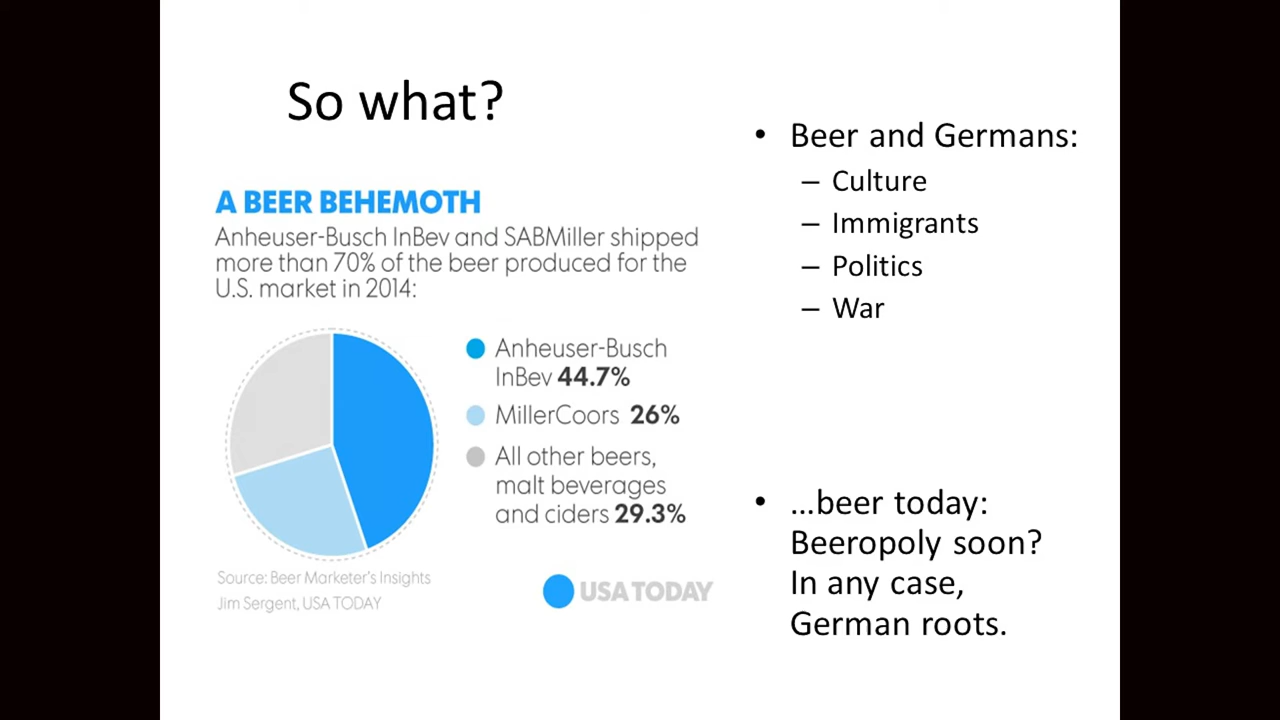 So what?
A BEER BEHEMOTH
Anheuser-Busch InBev and SABMiller shipped
more than 70% of the beer produced for the
U.S. market in 2014:
Anheuser-Busch
InBev 44.7%
MillerCoors 26%
All other beers,
malt beverages
and ciders 29.3%
Source: Beer Marketer's Insights
Jim Sergent, USA TODAY
USA TODAY
• Beer and Germans:
– Culture
– Immigrants
– Politics
– War
• ...beer today:
Beeropoly soon?
In any case,
German roots.